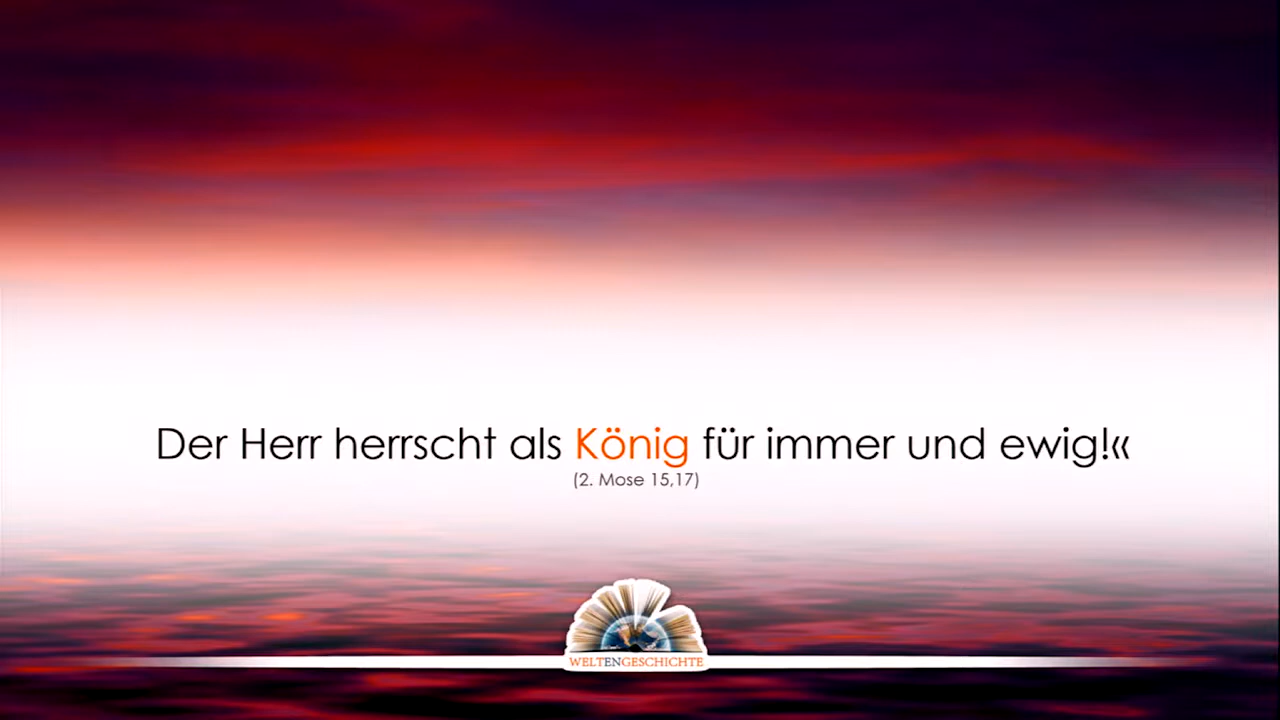 Der Herr herrscht als König für immer und ewig!«
(2. Mose 15,17)
WELTENGESCHICHTE